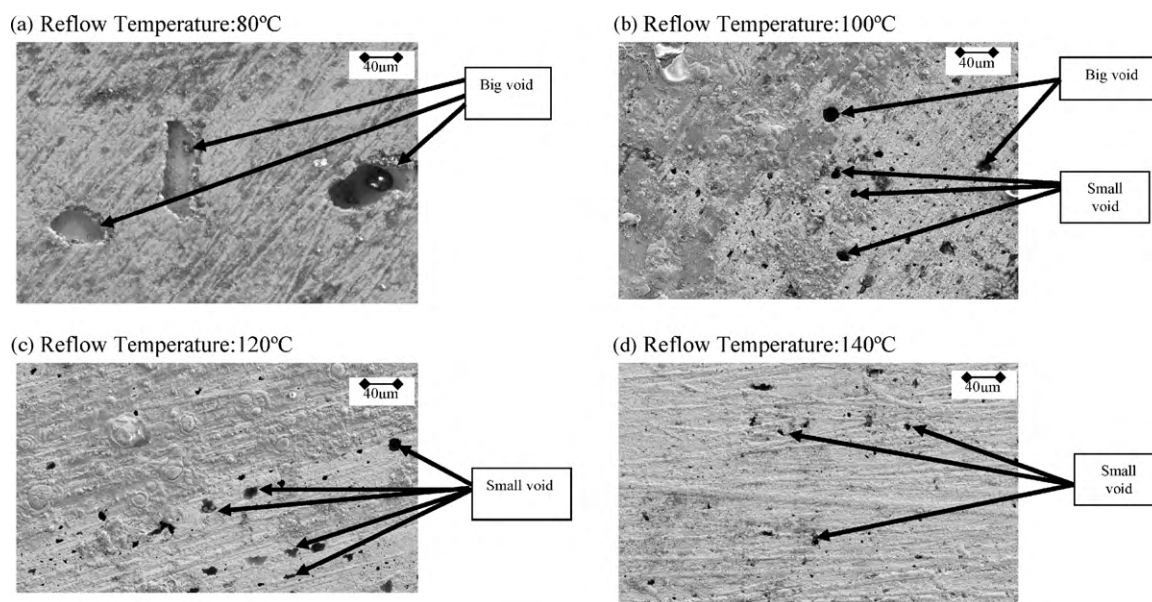 (a) Reflow Temperature:80ºC
40um
Big void
(b) Reflow Temperature:100ºC
40um
Big void
Small
void
(c) Reflow Temperature:120ºC
40um
Small void
(d) Reflow Temperature:140ºC
40um
Small
void